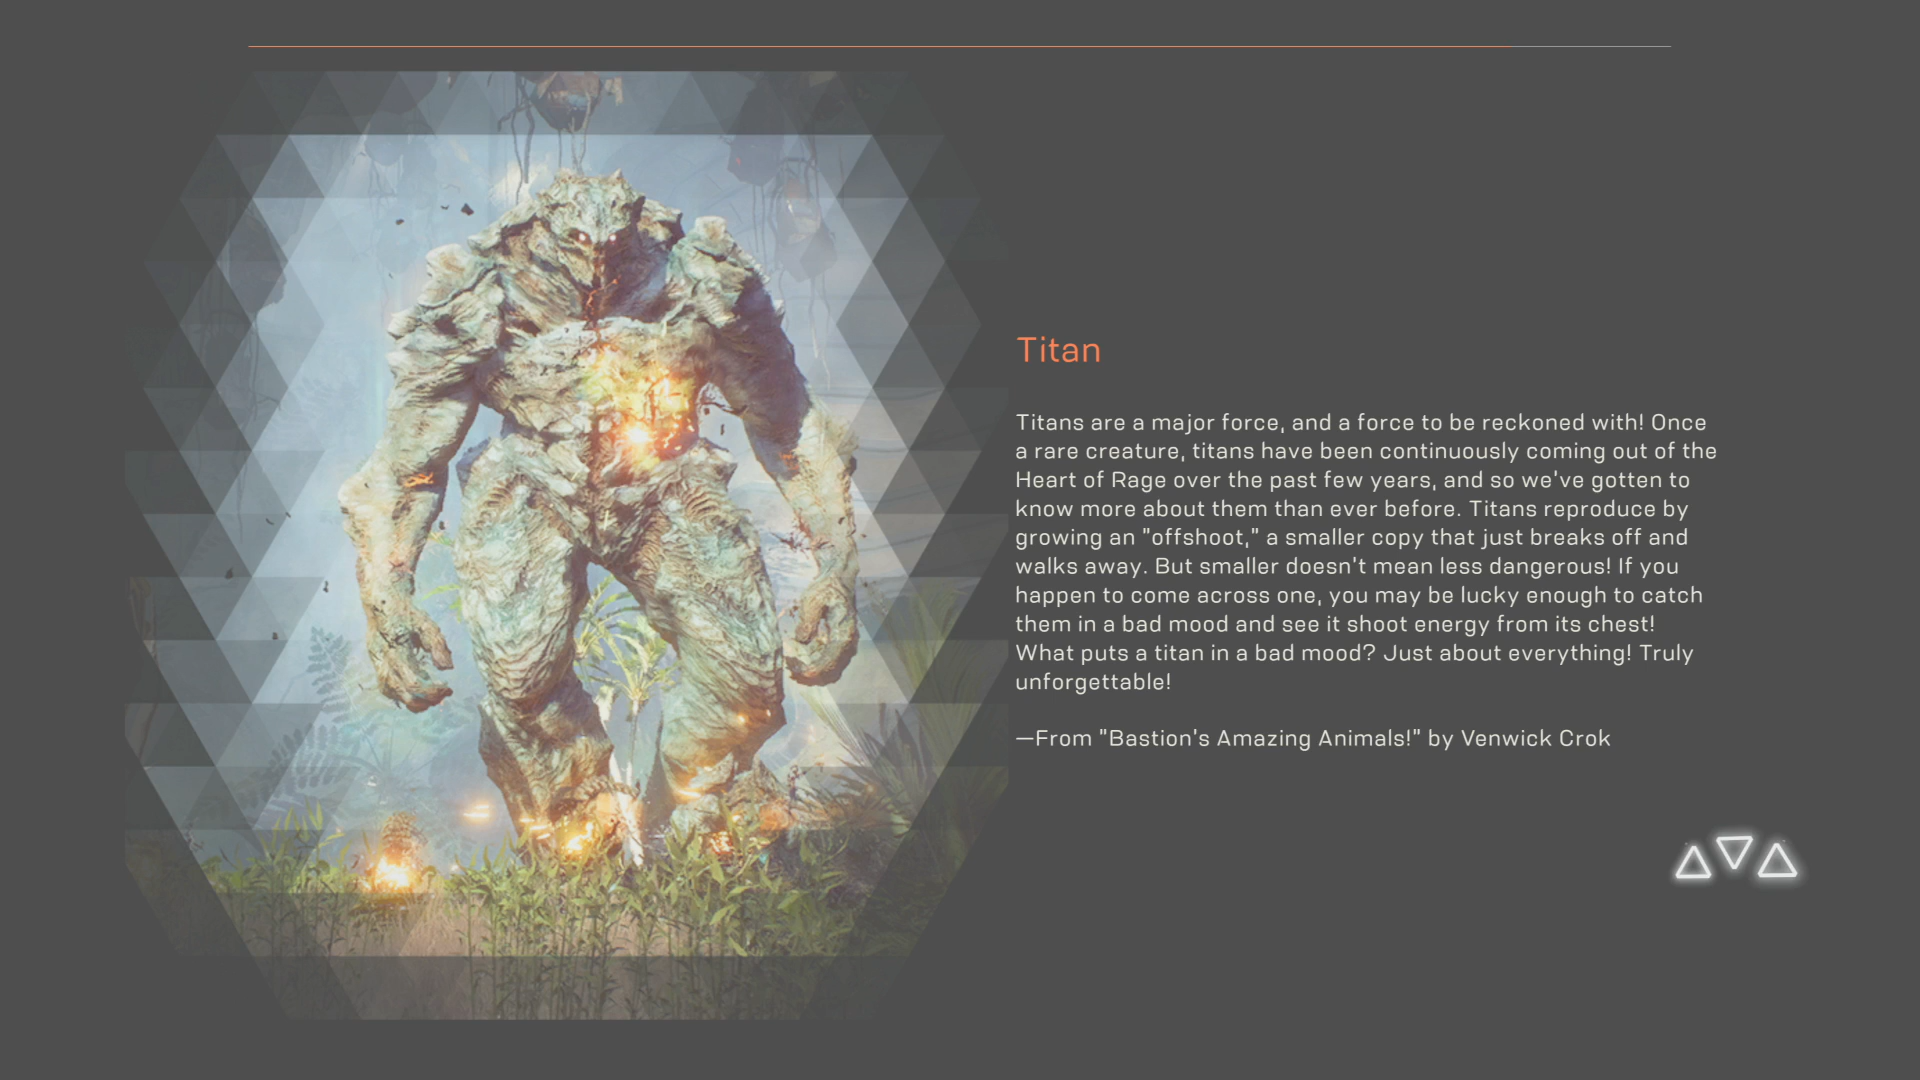 Titan
Titans are a major force, and a force to be reckoned with! Once
a rare creature, titans have been continuously coming out of the
Heart of Rage over the past few years, and so we've gotten to
know more about them than ever before. Titans reproduce by
growing an "offshoot," a smaller copy that just breaks off and
walks away. But smaller doesn't mean less dangerous! If you
happen to come across one, you may be lucky enough to catch
them in a bad mood and see it shoot energy from its chest!
What puts a titan in a bad mood? Just about everything! Truly
unforgettable!
—From "Bastion's Amazing Animals!" by Venwick Crok